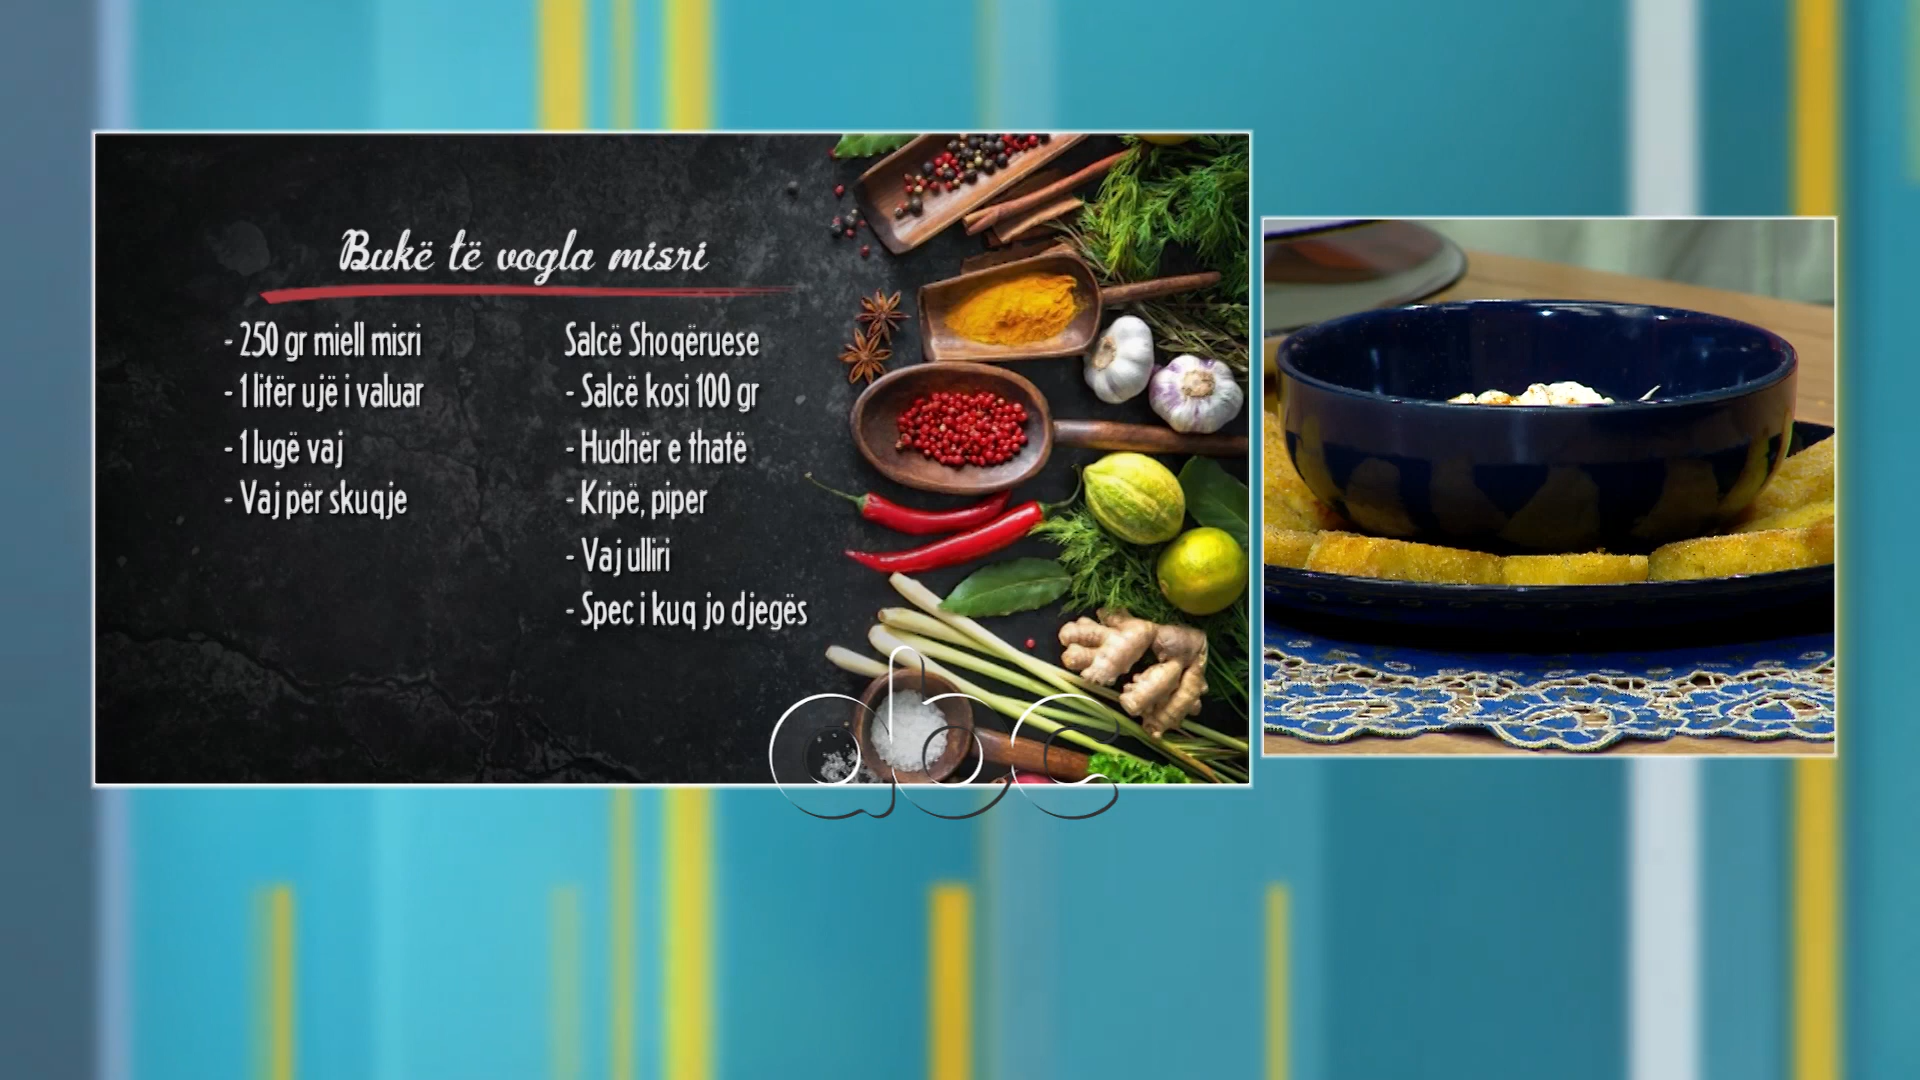 Bukë të vogla misri
- 250 gr miell misri
- 1 litër ujë i valuar
- 1 lugë vaj
- Vaj për skuqje
Salcë Shoqëruese
- Salcë kosi 100 gr
- Hudhër e thatë
- Kripë, piper
- Vaj ulliri
- Spec i kuq jo djegës
abc